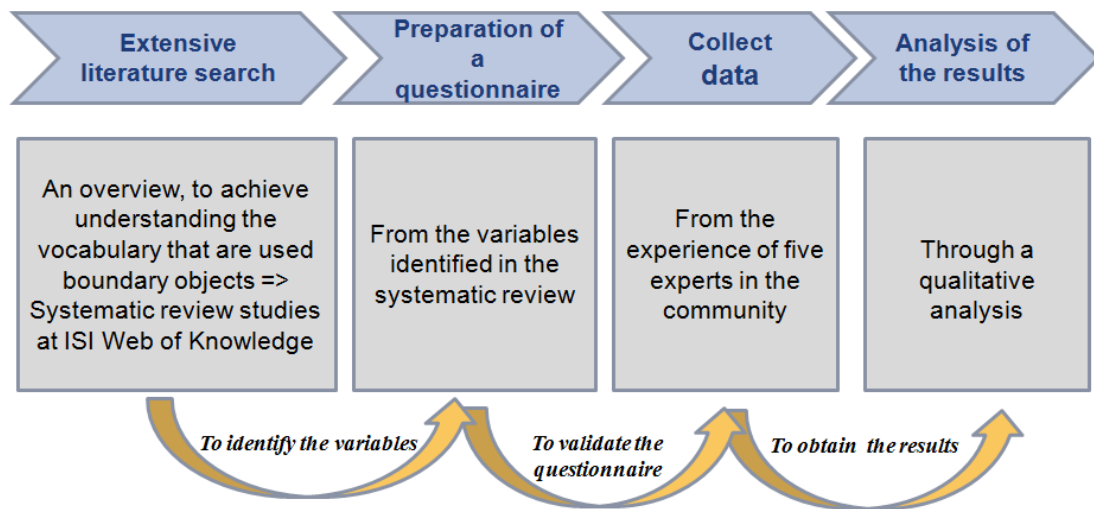 Extensive
literature search
Preparation of
a
questionnaire
Collect
data
Analysis of
the results
An overview, to achieve
understanding the
vocabulary that are used
boundary objects =>
Systematic review studies
at ISI Web of Knowledge
From the variables
identified in the
systematic review
From the
experience of five
experts in the
community
Through a
qualitative
analysis
To identify the variables
To validate the
questionnaire
To obtain the results